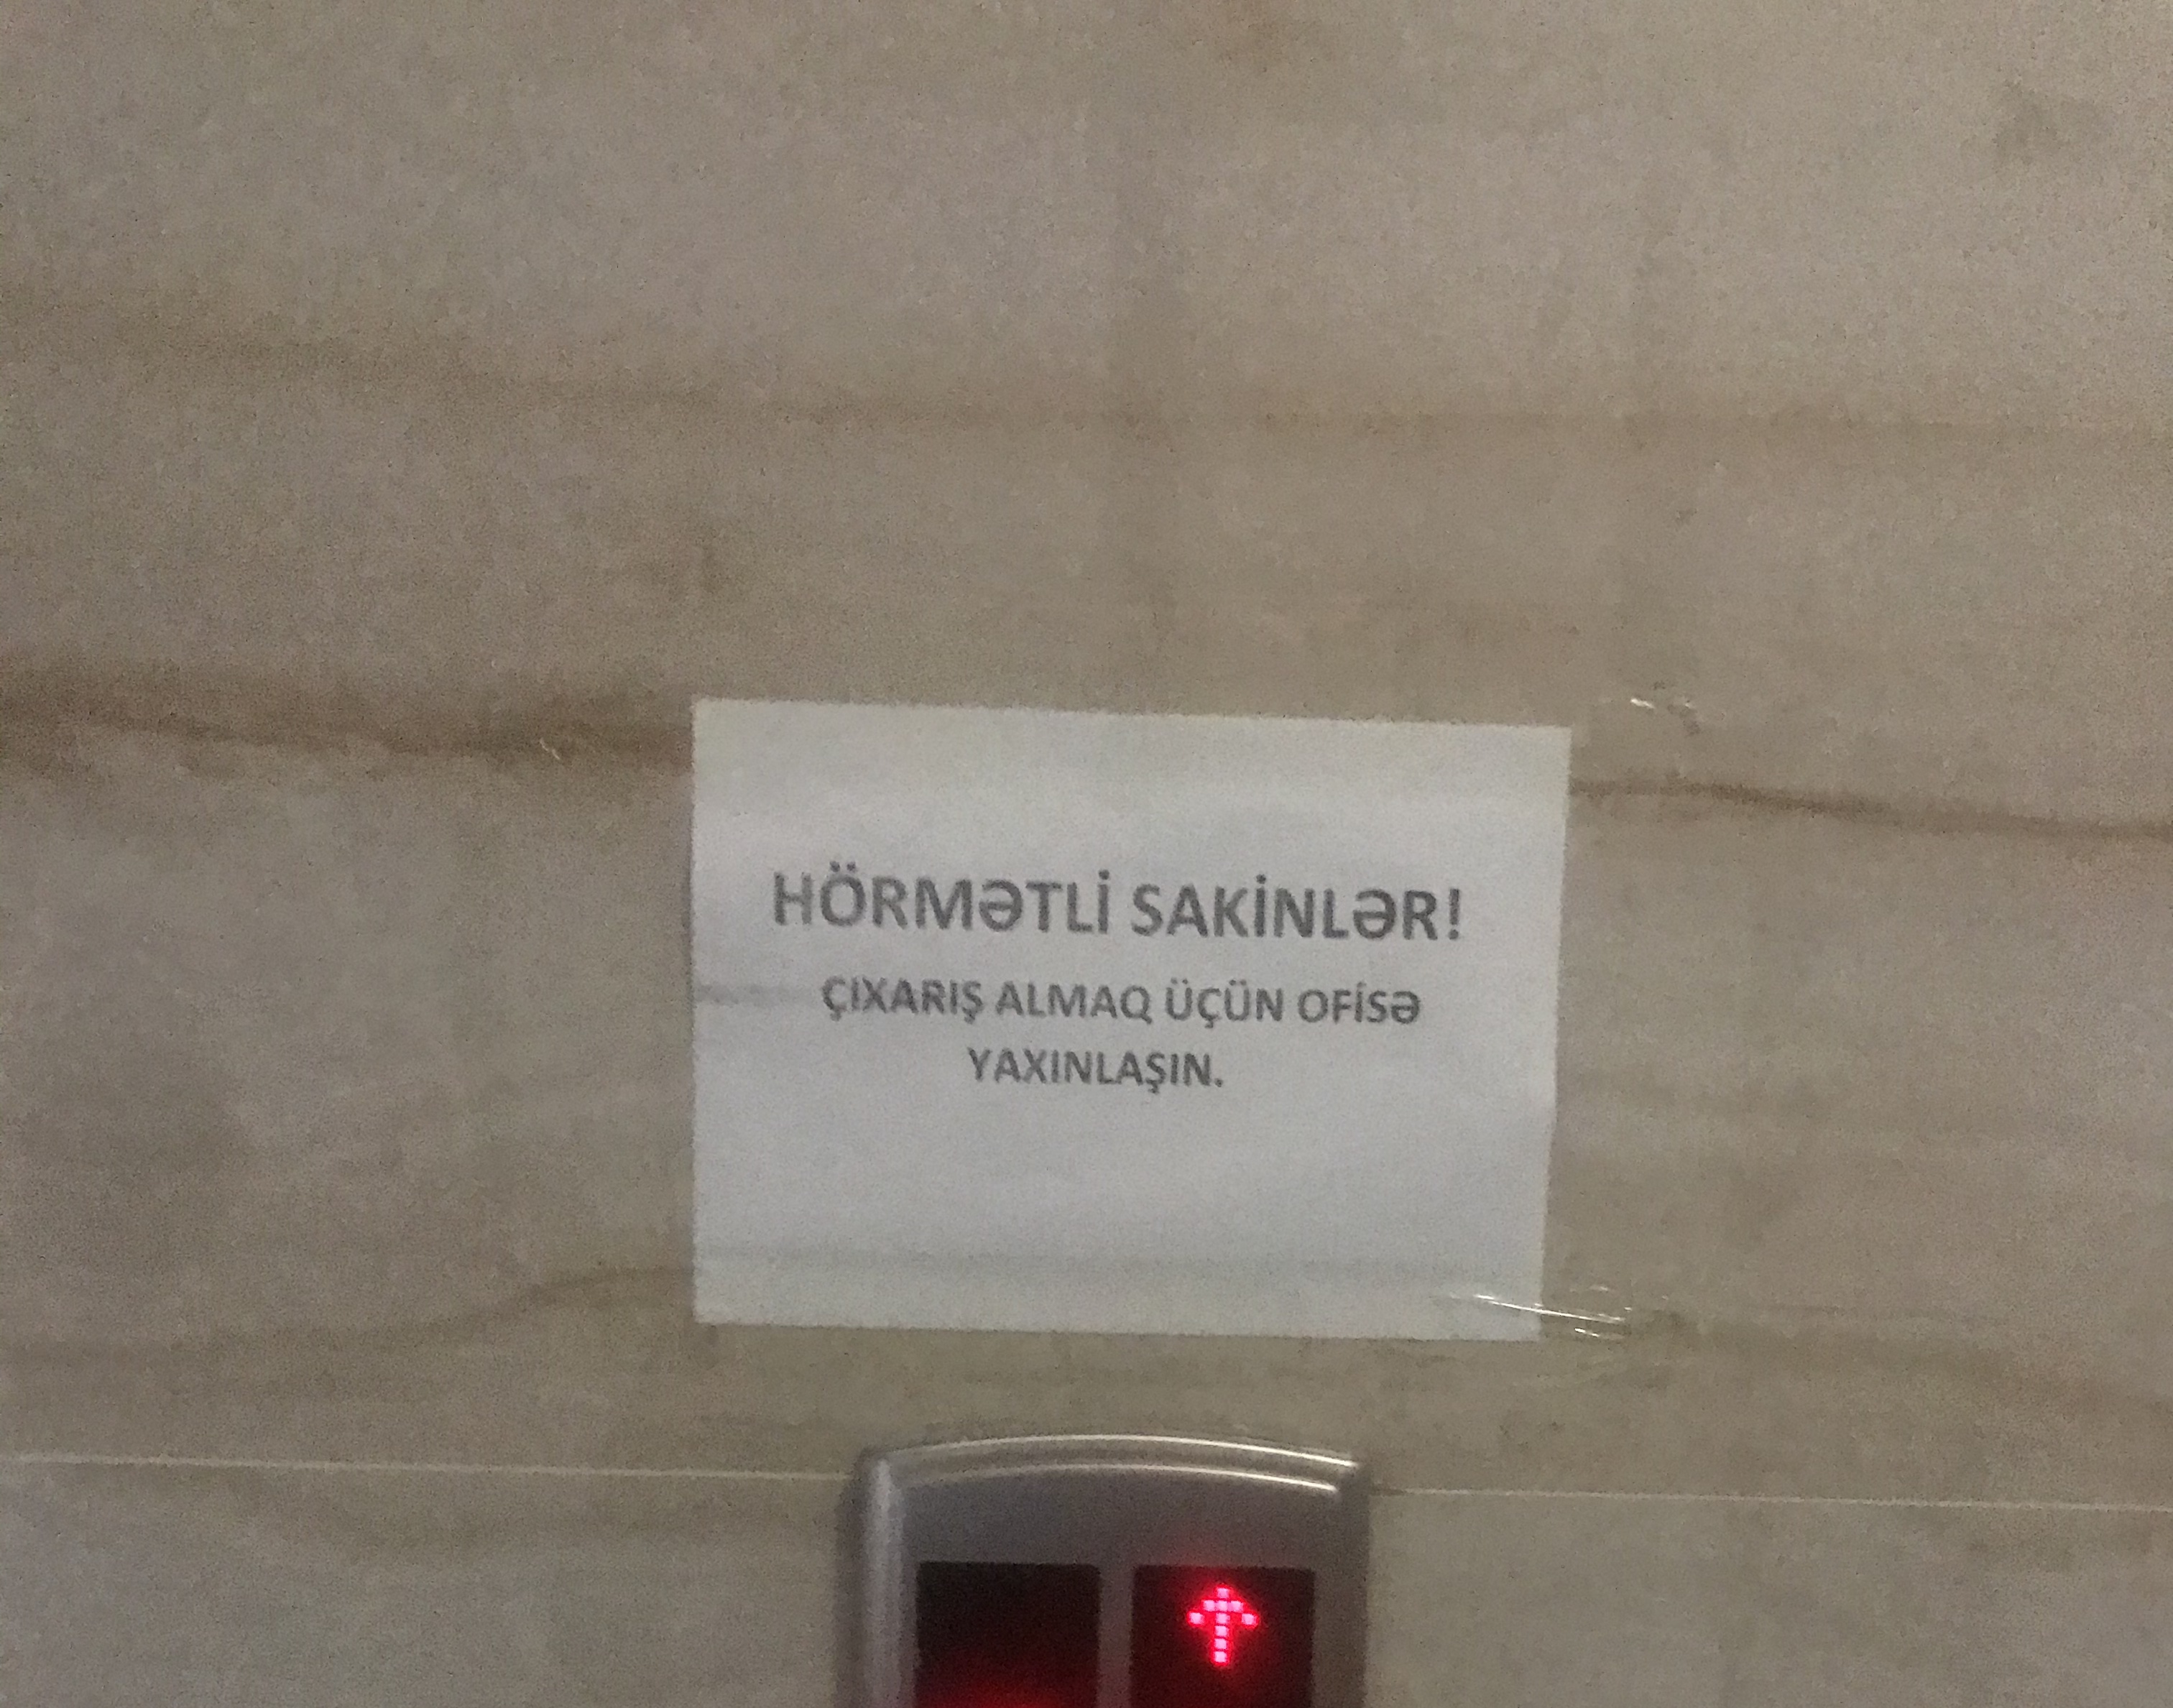 HÖRMƏTLİ SAKİNLƏR!
ÇIXARIŞ ALMAQ ÜÇÜN OFİSƏ
YAXINLAŞIN.